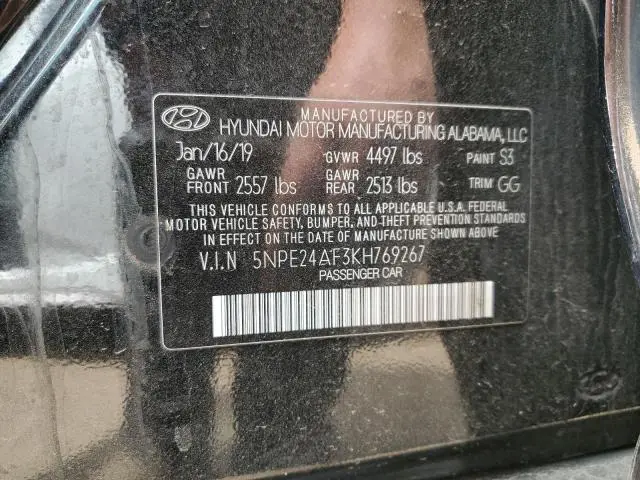 MANUFACTURED BY
HYUNDAI MOTOR MANUFACTURING ALABAMA, LLC
Jan/16/19 GVWR 4497 lbs PAINT S3
GAWR FRONT 2557 lbs GAWR REAR 2513 lbs TRIM GG
THIS VEHICLE CONFORMS TO ALL APPLICABLE U.S.A. FEDERAL
MOTOR VEHICLE SAFETY, BUMPER, AND THEFT PREVENTION STANDARDS
IN EFFECT ON THE DATE OF MANUFACTURE SHOWN ABOVE.
V.I.N 5NPE24AF3KH769267
PASSENGER CAR